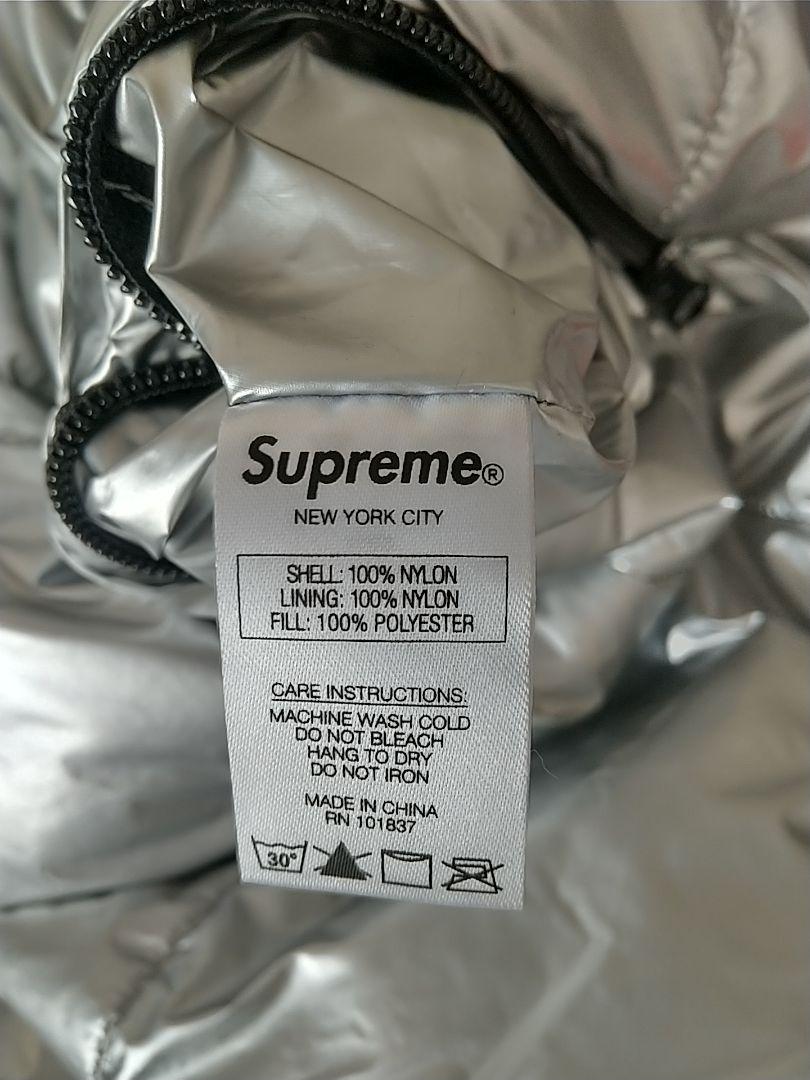 Supreme®
NEW YORK CITY
SHELL: 100% NYLON
LINING: 100% NYLON
FILL: 100% POLYESTER
CARE INSTRUCTIONS:
MACHINE WASH COLD
DO NOT BLEACH
HANG TO DRY
DO NOT IRON
MADE IN CHINA
RN 101837
30°